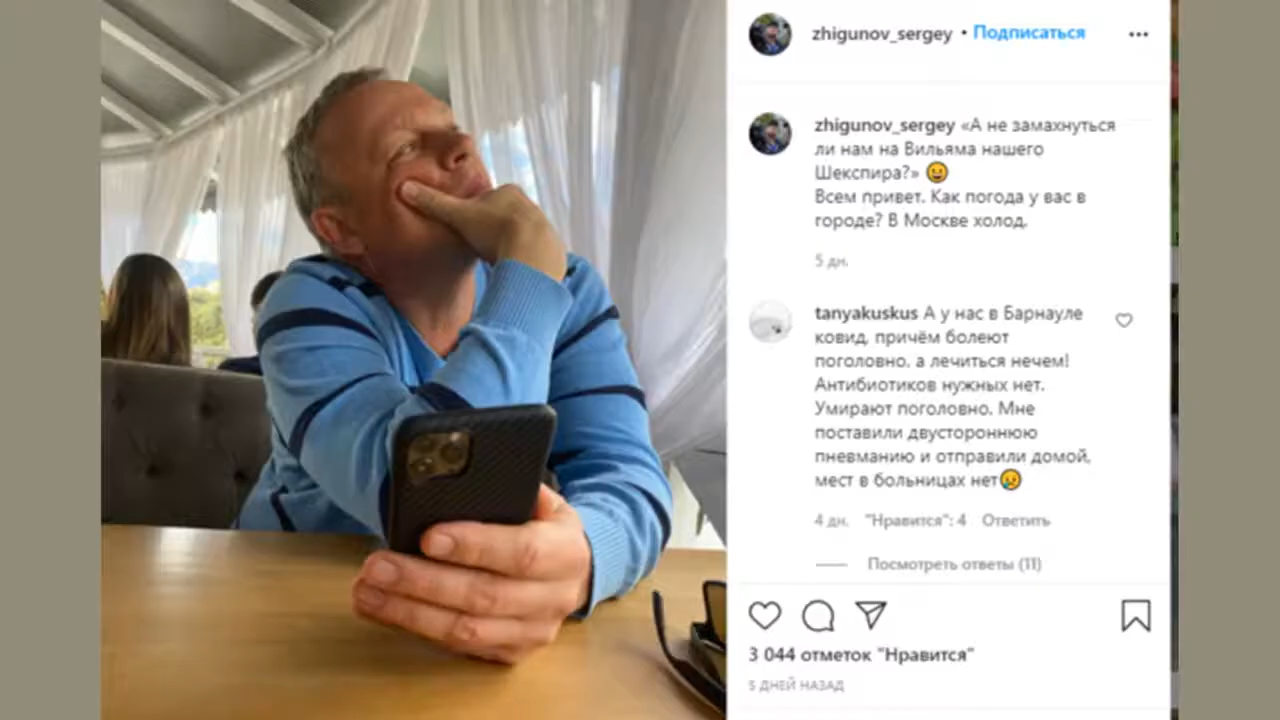 zhigunov_sergey • Подписаться
zhigunov_sergey «А не замахнуться
ли нам на Вильяма нашего
Шекспира?» 😀
Всем привет. Как погода у вас в
городе? В Москве холод.
5 дн.
tanyakuskus А у нас в Барнауле
ковид, причём болеют
поголовно, а лечиться нечем!
Антибиотиков нужных нет.
Умирают поголовно. Мне
поставили двустороннюю
пневманию и отправили домой,
мест в больницах нет😢
4 дн. "Нравится": 4 Ответить
Посмотреть ответы (11)
3 044 отметок "Нравится"
5 ДНЕЙ НАЗАД